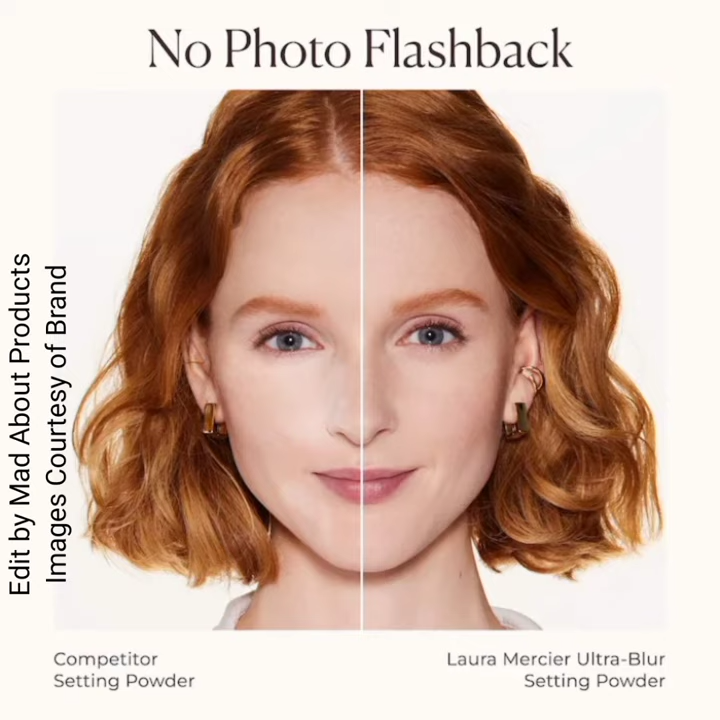 No Photo Flashback
Edit by Mad About Products
Images Courtesy of Brand
Competitor
Setting Powder
Laura Mercier Ultra-Blur
Setting Powder